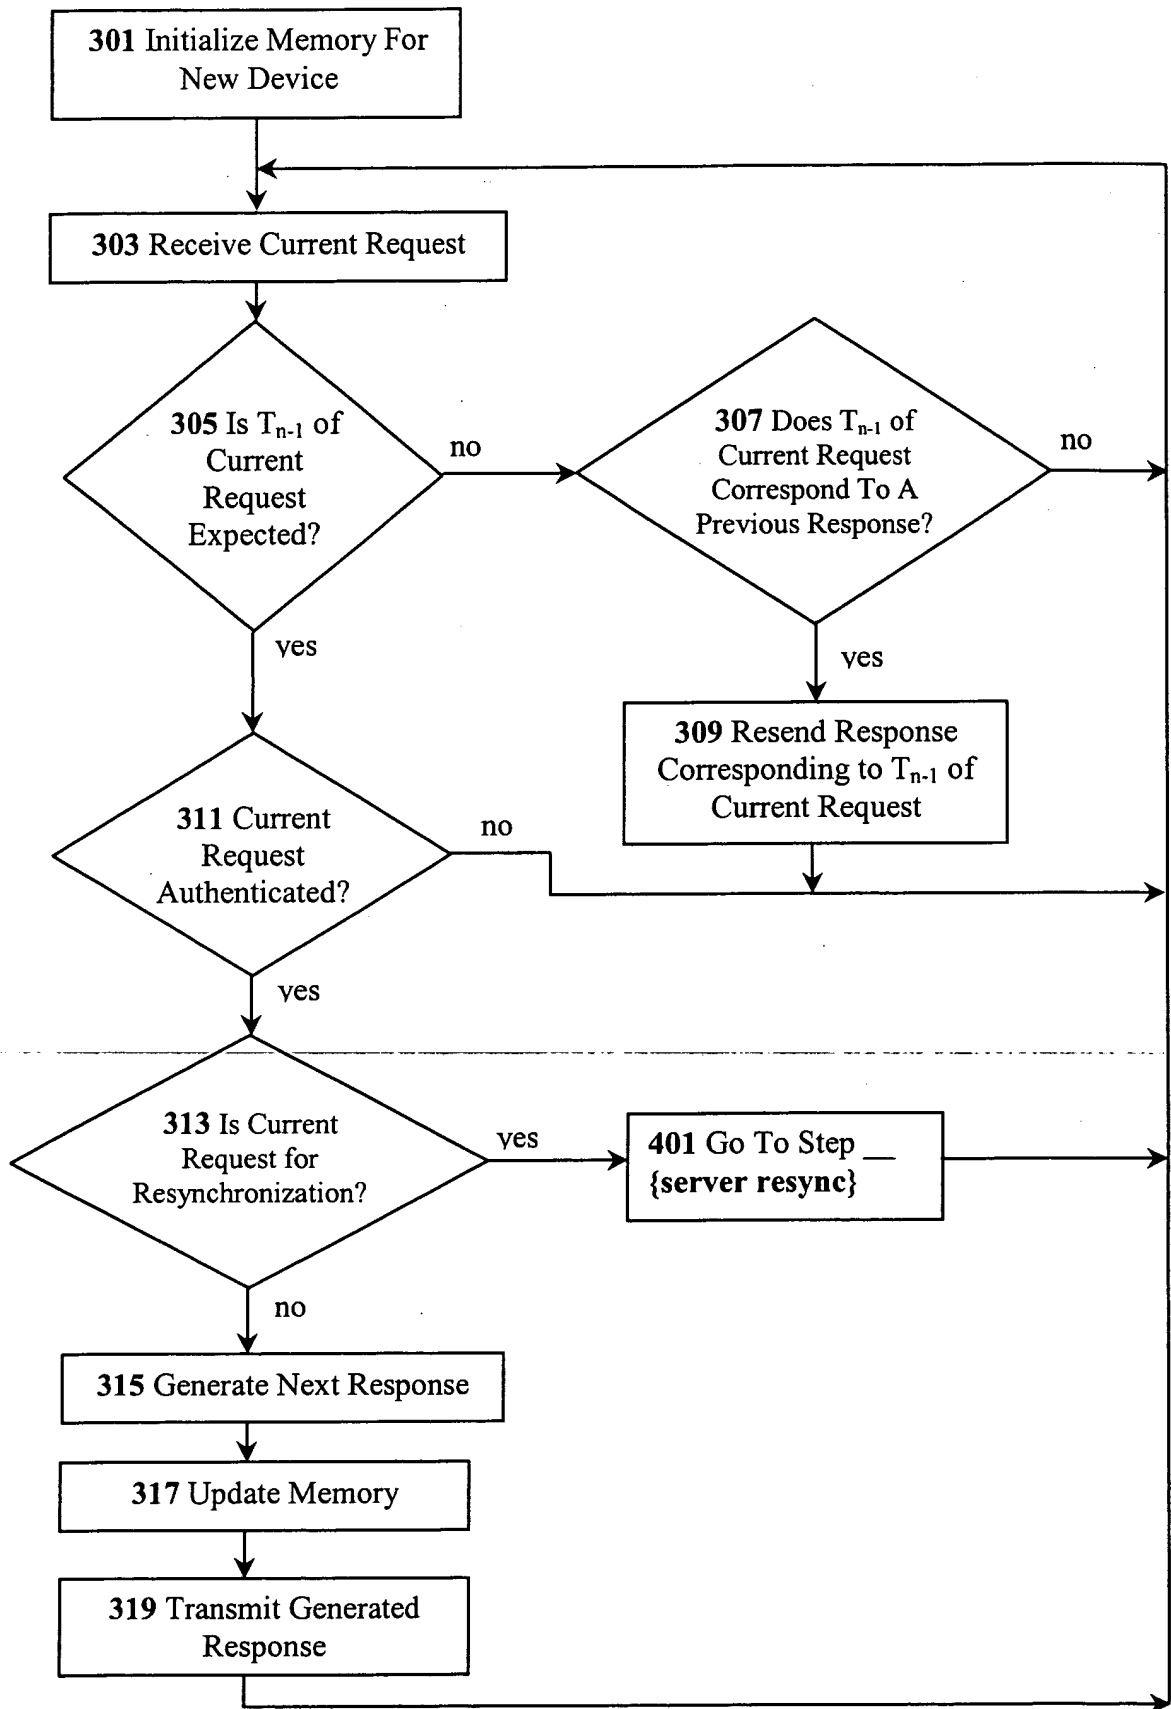 301 Initialize Memory For
New Device
303 Receive Current Request
305 Is Tn-1 of
Current
Request
Expected?
no
307 Does Tn-1 of
Current Request
Correspond To A
Previous Response?
no
yes
yes
309 Resend Response
Corresponding to Tn-1 of
Current Request
311 Current
Request
Authenticated?
no
yes
313 Is Current
Request for
Resynchronization?
yes
401 Go To Step __
{server resync}
no
315 Generate Next Response
317 Update Memory
319 Transmit Generated
Response